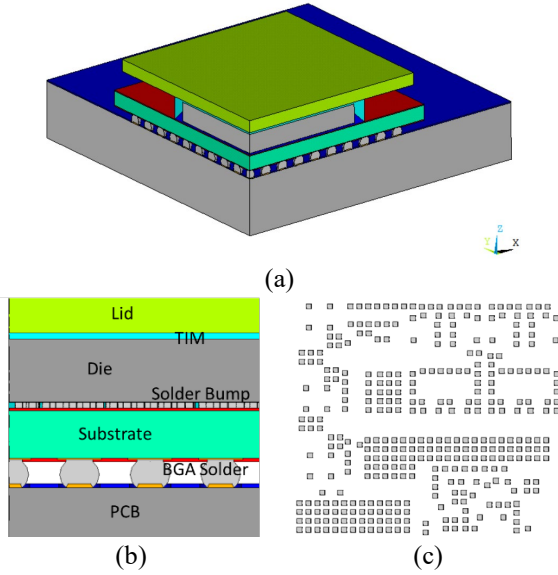 Z
Y
X
(a)
Lid
TIM
Die
Solder Bump
Substrate
BGA Solder
PCB
(b)
(c)